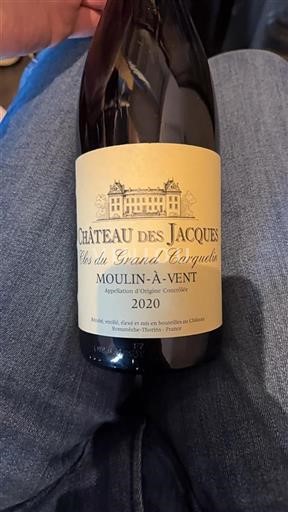 CHÂTEAU DES JACQUES
Clos du Grand Carquelin
MOULIN-À-VENT
Appellation d'Origine Contrôlée
2020
Récolté, vinifié, élevé et mis en bouteilles au Château
Romanèche-Thorins - France